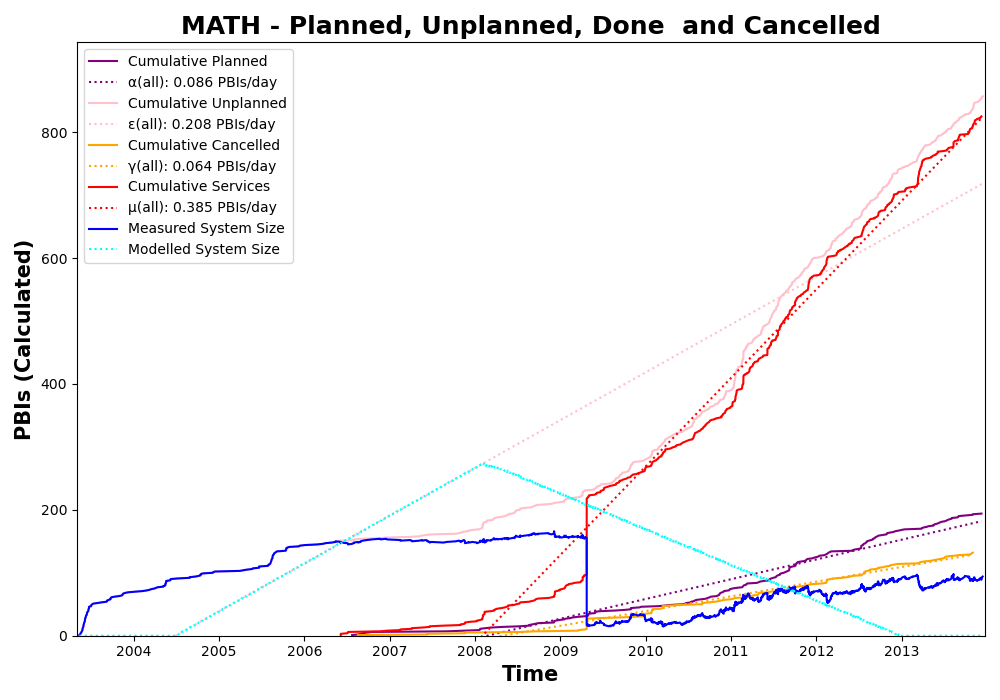 MATH - Planned, Unplanned, Done  and Cancelled
Cumulative Planned
α(all): 0.086 PBIs/day
Cumulative Unplanned
ε(all): 0.208 PBIs/day
Cumulative Cancelled
γ(all): 0.064 PBIs/day
Cumulative Services
μ(all): 0.385 PBIs/day
Measured System Size
Modelled System Size
PBIs (Calculated)
800
600
400
200
0
2004 2005 2006 2007 2008 2009 2010 2011 2012 2013
Time